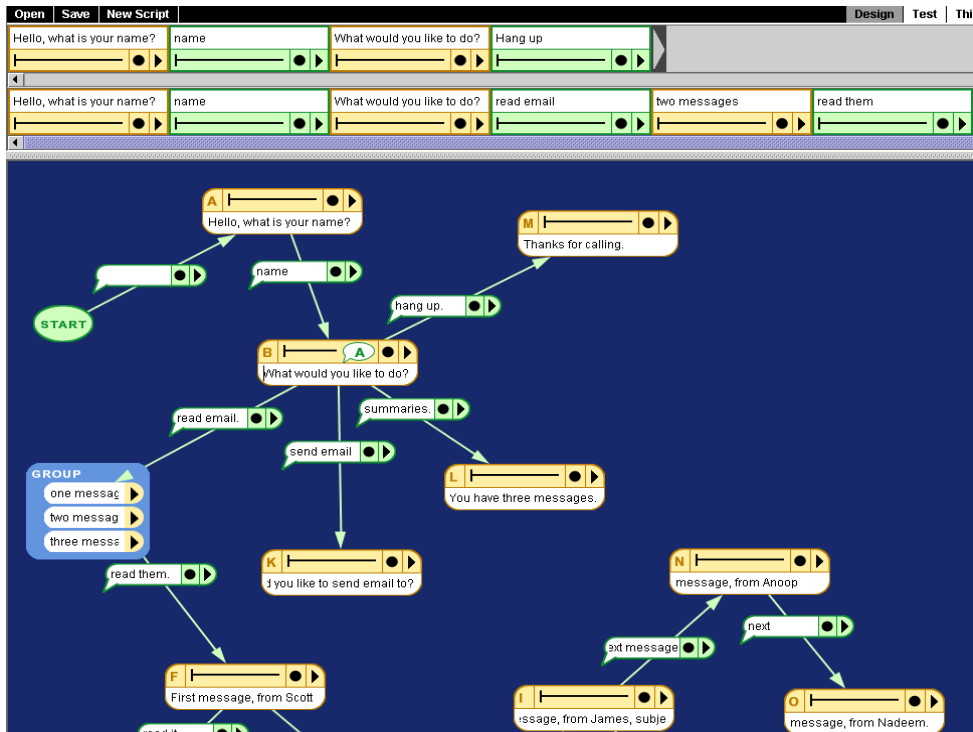 Open Save New Script Design Test Thi
Hello, what is your name? name What would you like to do? Hang up
Hello, what is your name? name What would you like to do? read email two messages read them
A
Hello, what is your name?
M
Thanks for calling.
name
START
hang up.
B A
What would you like to do?
read email.
summaries.
send email
GROUP
one messag
two messag
three messa
L
You have three messages.
K
d you like to send email to?
read them.
N
message, from Anoop
next
ext message
F
First message, from Scott
I
ssage, from James, subje
O
message, from Nadeem.
read it